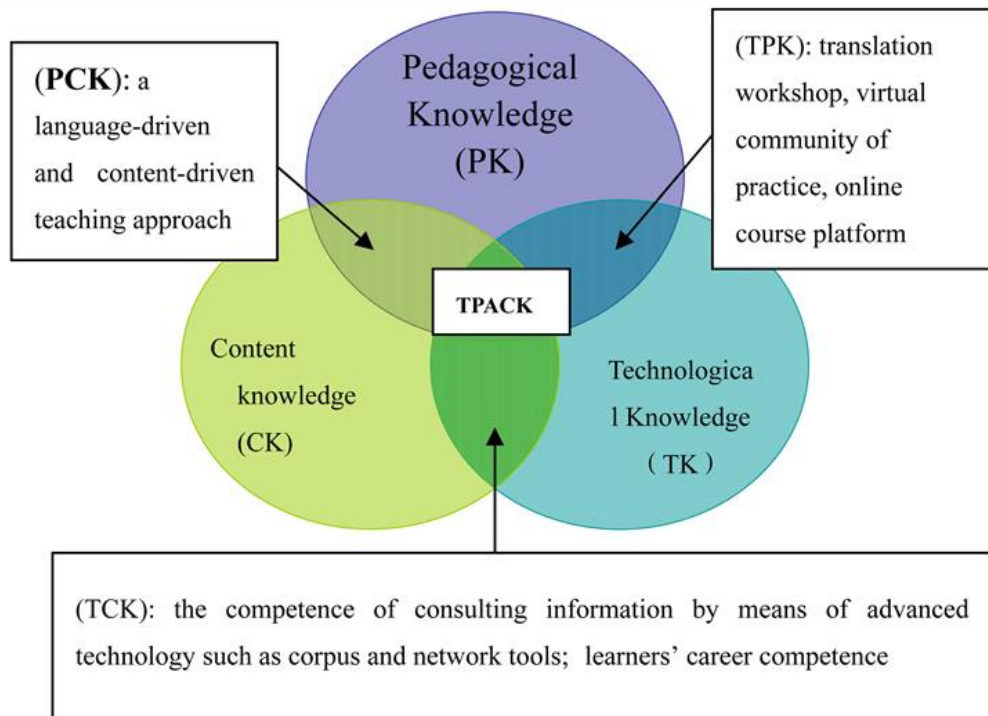 (PCK): a
language-driven
and content-driven
teaching approach
Pedagogical
Knowledge
(PK)
(TPK): translation
workshop, virtual
community of
practice, online
course platform
TPACK
Content
knowledge
(CK)
Technologica
l Knowledge
( TK )
(TCK): the competence of consulting information by means of advanced
technology such as corpus and network tools; learners’ career competence